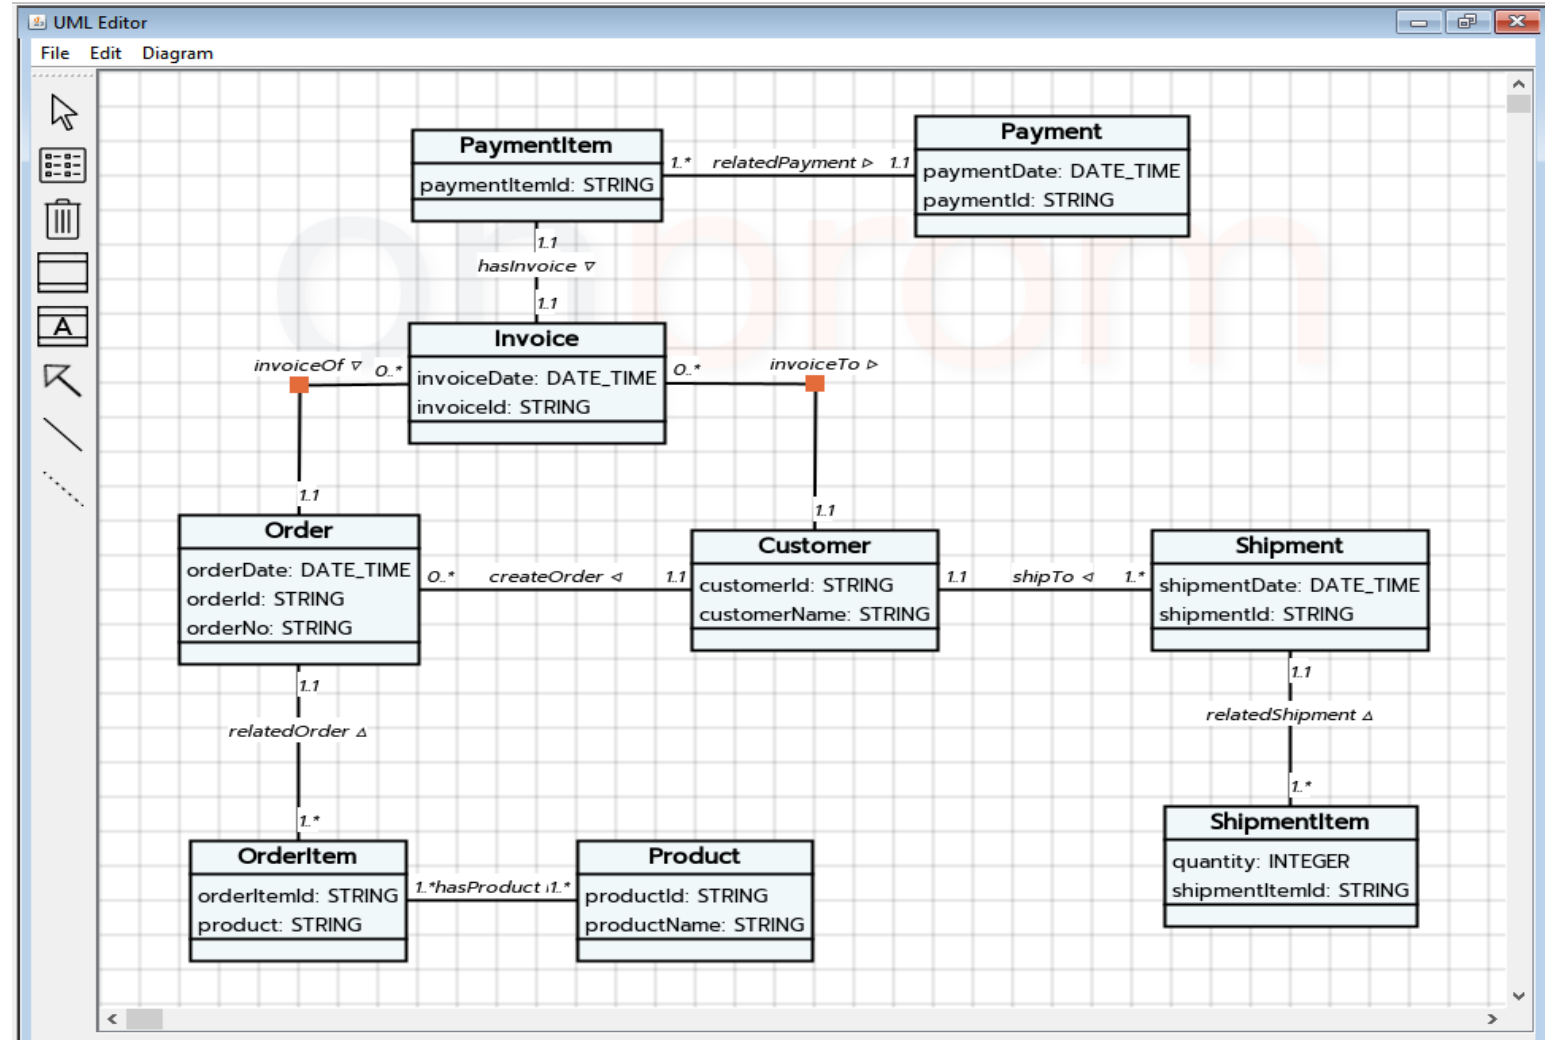 UML Editor
File Edit Diagram
PaymentItem
paymentItemId: STRING
1..* relatedPayment ▷ 1..1
Payment
paymentDate: DATE_TIME
paymentId: STRING
1..1
hasInvoice ▽
1..1
onprom
Invoice
invoiceDate: DATE_TIME
invoiceId: STRING
invoiceOf ▽ 0..*
0..* invoiceTo ▷
1..1
1..1
Order
orderDate: DATE_TIME
orderId: STRING
orderNo: STRING
0..* createOrder ◁ 1..1
Customer
customerId: STRING
customerName: STRING
1..1 shipTo ◁ 1..*
Shipment
shipmentDate: DATE_TIME
shipmentId: STRING
1..1
relatedOrder △
1..*
1..1
relatedShipment △
1..*
OrderItem
orderItemId: STRING
product: STRING
1..*hasProduct 1..*
Product
productId: STRING
productName: STRING
ShipmentItem
quantity: INTEGER
shipmentItemId: STRING
A